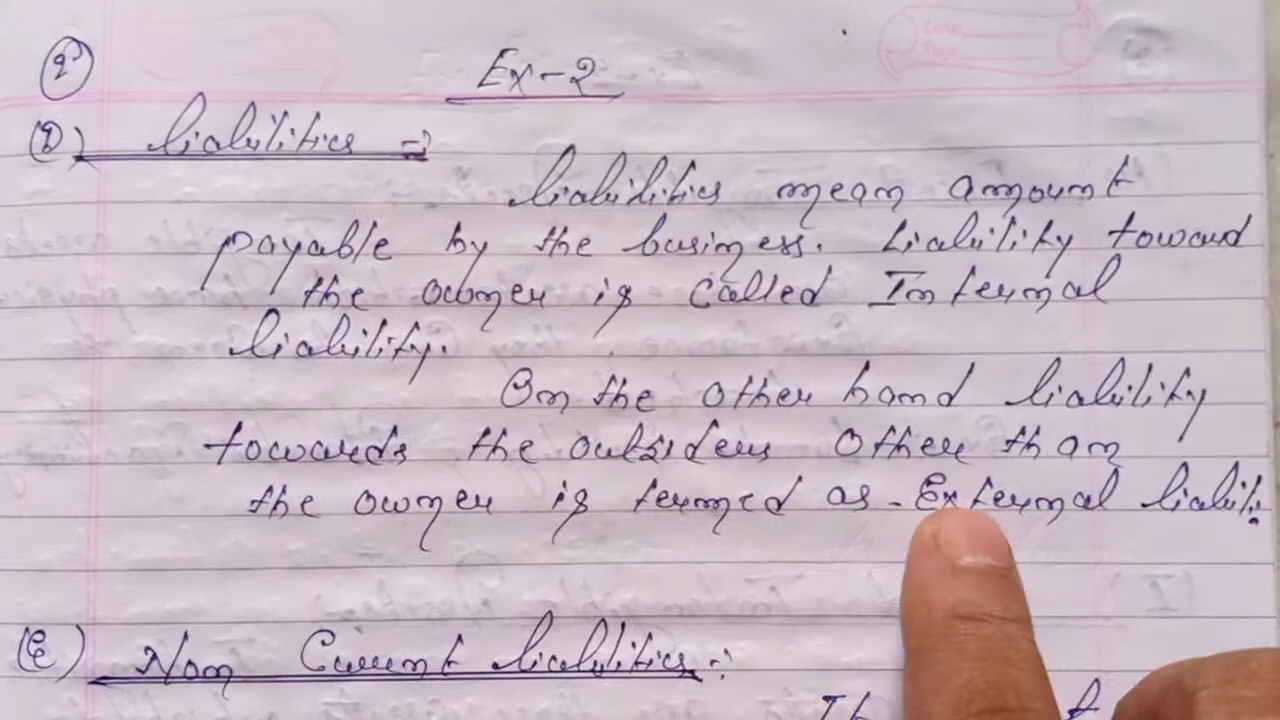 Ex-2
(D) Liabilities →
Liabilities mean amount
payable by the business. Liability toward
the owner is called Internal
liability.
On the other hand liability
towards the outsiders other than
the owner is termed as External liabili
(E) Non Current liabilities :